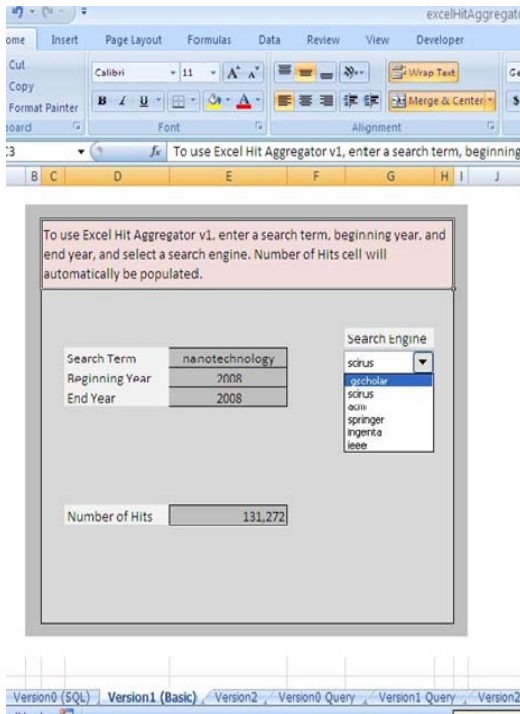 excelHitAggregat
ome Insert Page Layout Formulas Data Review View Developer
Cut
Copy
Format Painter
Calibri 11 A A
Wrap Text
Ge
B I U A
Merge & Center
$
oard Font Alignment
C3 fx To use Excel Hit Aggregator v1, enter a search term, beginning
B C D E F G H I J
To use Excel Hit Aggregator v1, enter a search term, beginning year, and
end year, and select a search engine. Number of Hits cell will
automatically be populated.
Search Engine
Search Term nanotechnology
Beginning Year 2008
End Year 2008
scirus
gscholar
scirus
acm
springer
ingenta
ieee
Number of Hits 131,272
Version0 (SQL) Version1 (Basic) Version2 Version0 Query Version1 Query Version2